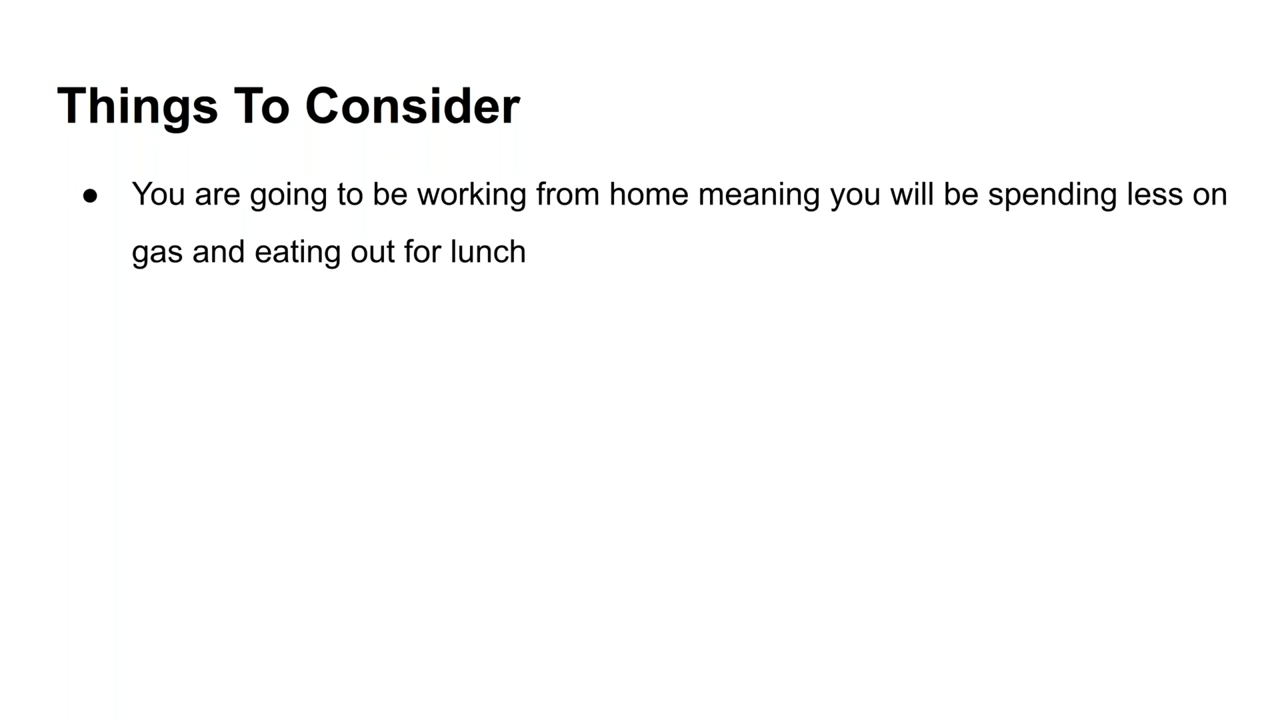 Things To Consider
● You are going to be working from home meaning you will be spending less on
gas and eating out for lunch